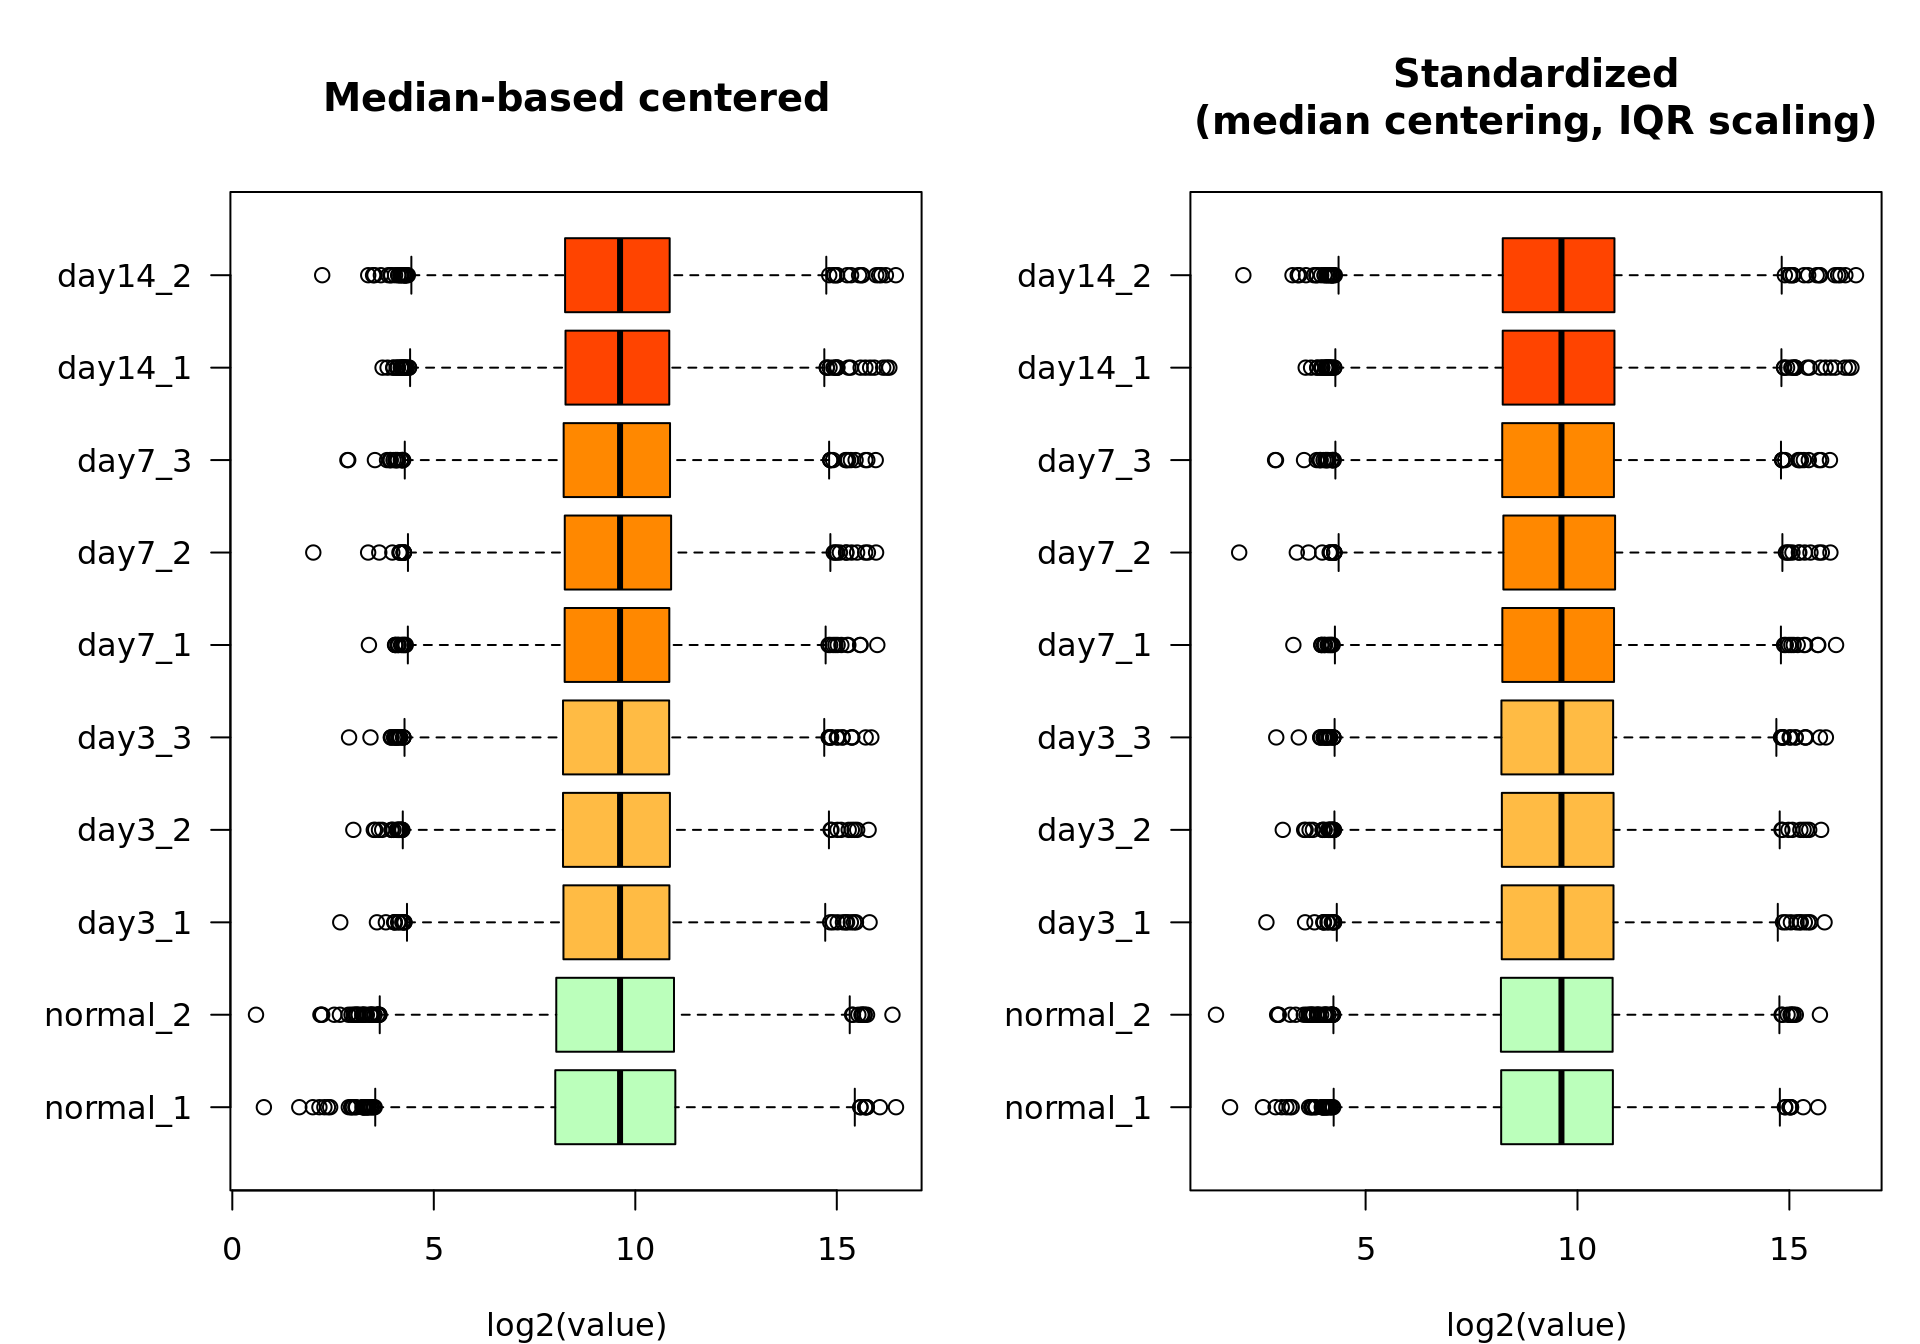 Median-based centered
day14_2
day14_1
day7_3
day7_2
day7_1
day3_3
day3_2
day3_1
normal_2
normal_1
0 5 10 15
log2(value)
Standardized
(median centering, IQR scaling)
day14_2
day14_1
day7_3
day7_2
day7_1
day3_3
day3_2
day3_1
normal_2
normal_1
5 10 15
log2(value)